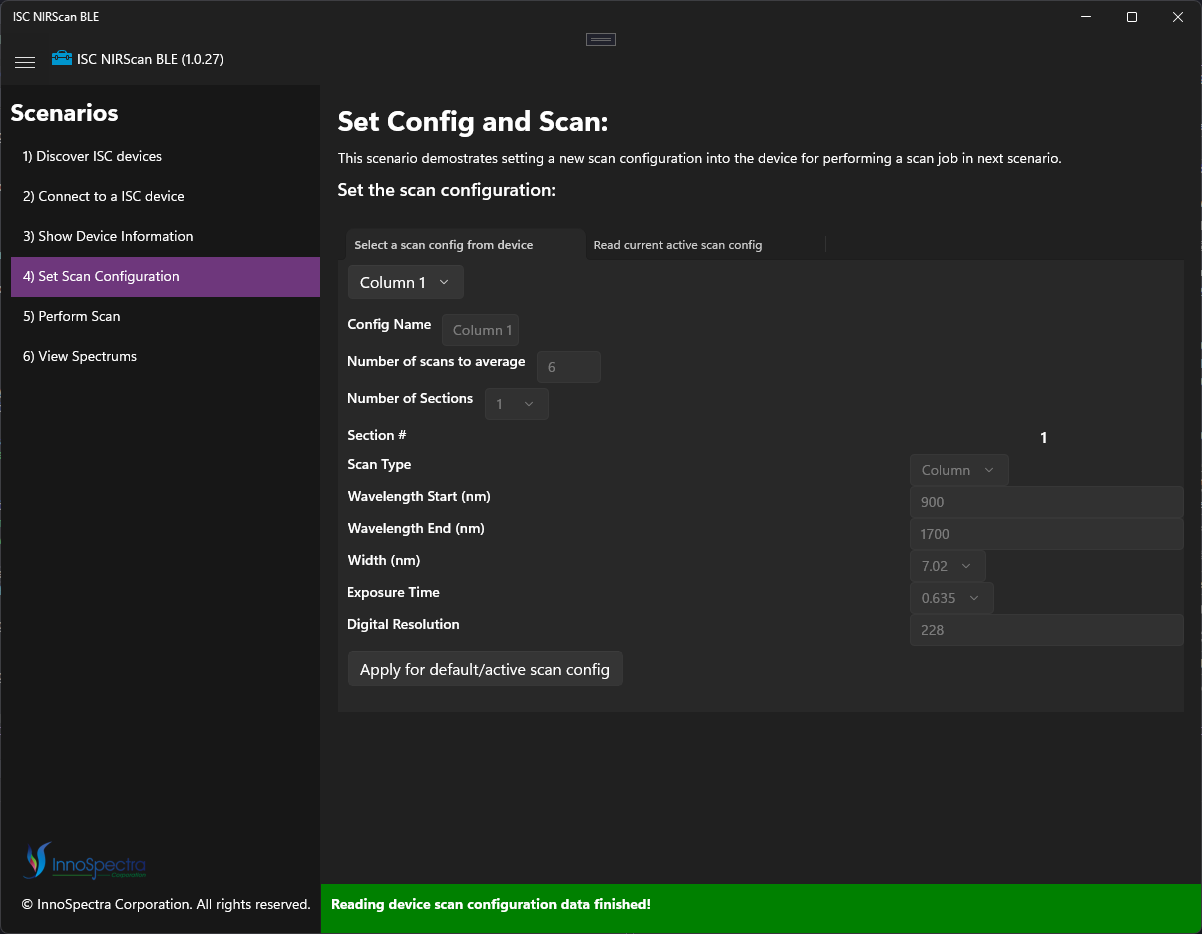 ISC NIRScan BLE
ISC NIRScan BLE (1.0.27)
Scenarios
1) Discover ISC devices
2) Connect to a ISC device
3) Show Device Information
4) Set Scan Configuration
5) Perform Scan
6) View Spectrums
InnoSpectra
Corporation
© InnoSpectra Corporation. All rights reserved.
Set Config and Scan:
This scenario demostrates setting a new scan configuration into the device for performing a scan job in next scenario.
Set the scan configuration:
Select a scan config from device
Read current active scan config
Column 1
Config Name Column 1
Number of scans to average 6
Number of Sections 1
Section # 1
Scan Type Column
Wavelength Start (nm) 900
Wavelength End (nm) 1700
Width (nm) 7.02
Exposure Time 0.635
Digital Resolution 228
Apply for default/active scan config
Reading device scan configuration data finished!